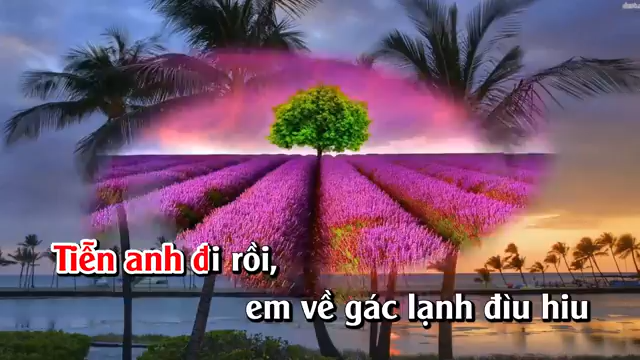 Tiễn anh đi rồi,
em về gác lạnh đìu hiu